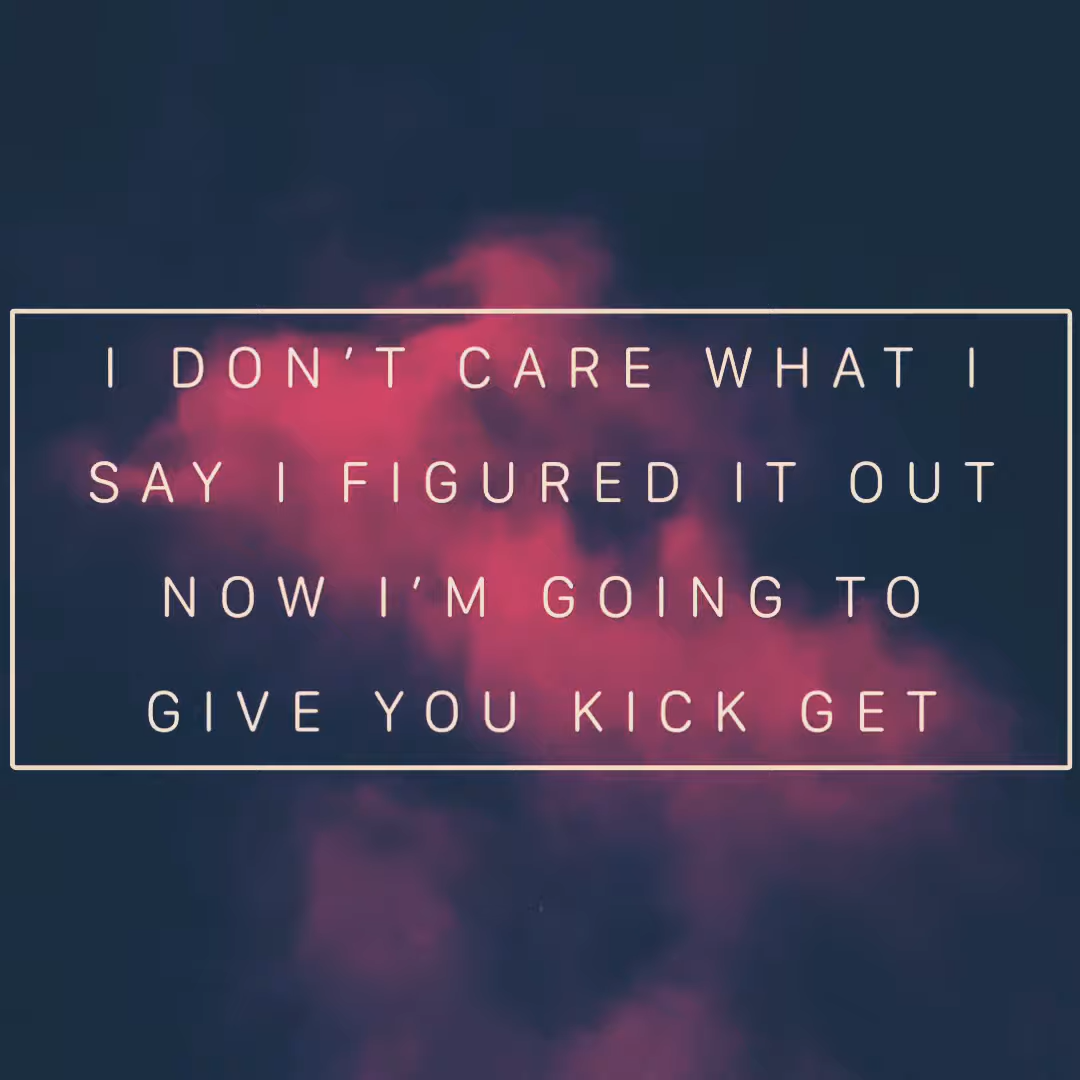 I DON’T CARE WHAT I
SAY I FIGURED IT OUT
NOW I’M GOING TO
GIVE YOU KICK GET